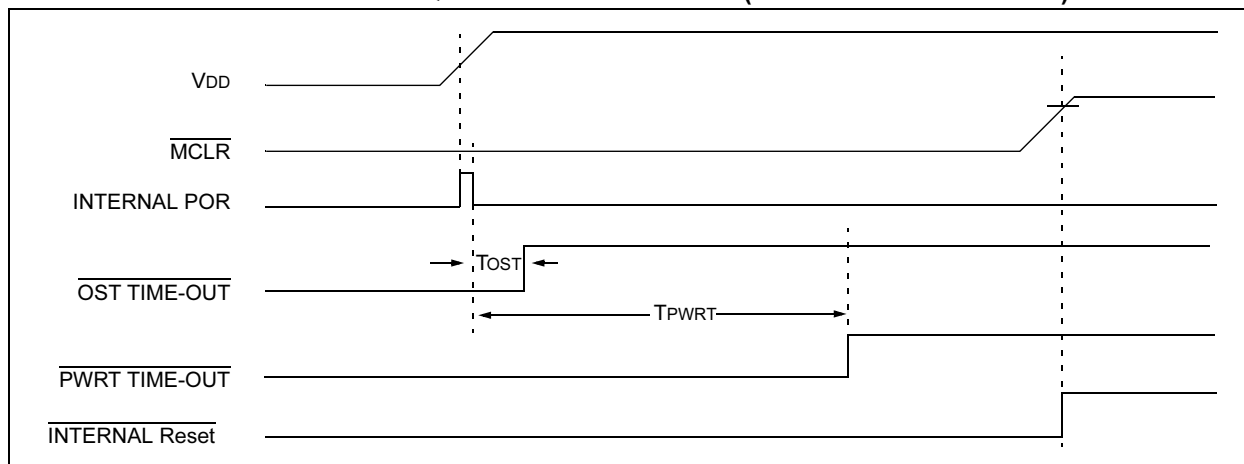 VDD
MCLR
INTERNAL POR
TOST
OST TIME-OUT
TPWRT
PWRT TIME-OUT
INTERNAL Reset